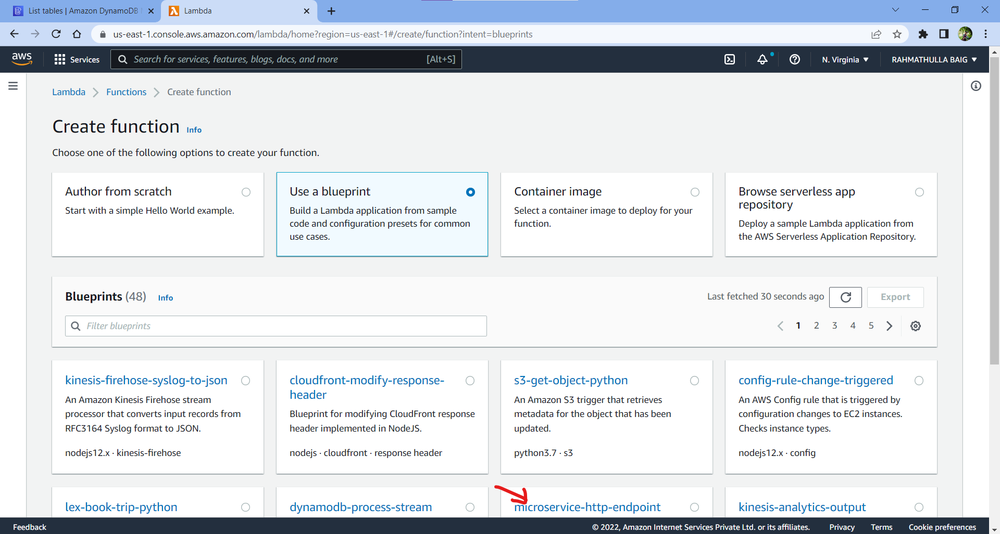 List tables | Amazon DynamoDB
Lambda
us-east-1.console.aws.amazon.com/lambda/home?region=us-east-1#/create/function?intent=blueprints
aws
Services
Search for services, features, blogs, docs, and more
[Alt+S]
N. Virginia
RAHMATHULLA BAIG
Lambda
Functions
Create function
Create function
Info
Choose one of the following options to create your function.
Author from scratch
Start with a simple Hello World example.
Use a blueprint
Build a Lambda application from sample
code and configuration presets for common
use cases.
Container image
Select a container image to deploy for your
function.
Browse serverless app
repository
Deploy a sample Lambda application from
the AWS Serverless Application Repository.
Blueprints (48)
Info
Last fetched 30 seconds ago
Export
Filter blueprints
1 2 3 4 5
kinesis-firehose-syslog-to-json
An Amazon Kinesis Firehose stream
processor that converts input records from
RFC3164 Syslog format to JSON.
nodejs12.x · kinesis-firehose
cloudfront-modify-response-
header
Blueprint for modifying CloudFront response
header implemented in NodeJS.
nodejs · cloudfront · response header
s3-get-object-python
An Amazon S3 trigger that retrieves
metadata for the object that has been
updated.
python3.7 · s3
config-rule-change-triggered
An AWS Config rule that is triggered by
configuration changes to EC2 instances.
Checks instance types.
nodejs12.x · config
lex-book-trip-python
dynamodb-process-stream
microservice-http-endpoint
kinesis-analytics-output
Feedback
© 2022, Amazon Internet Services Private Ltd. or its affiliates.
Privacy
Terms
Cookie preferences